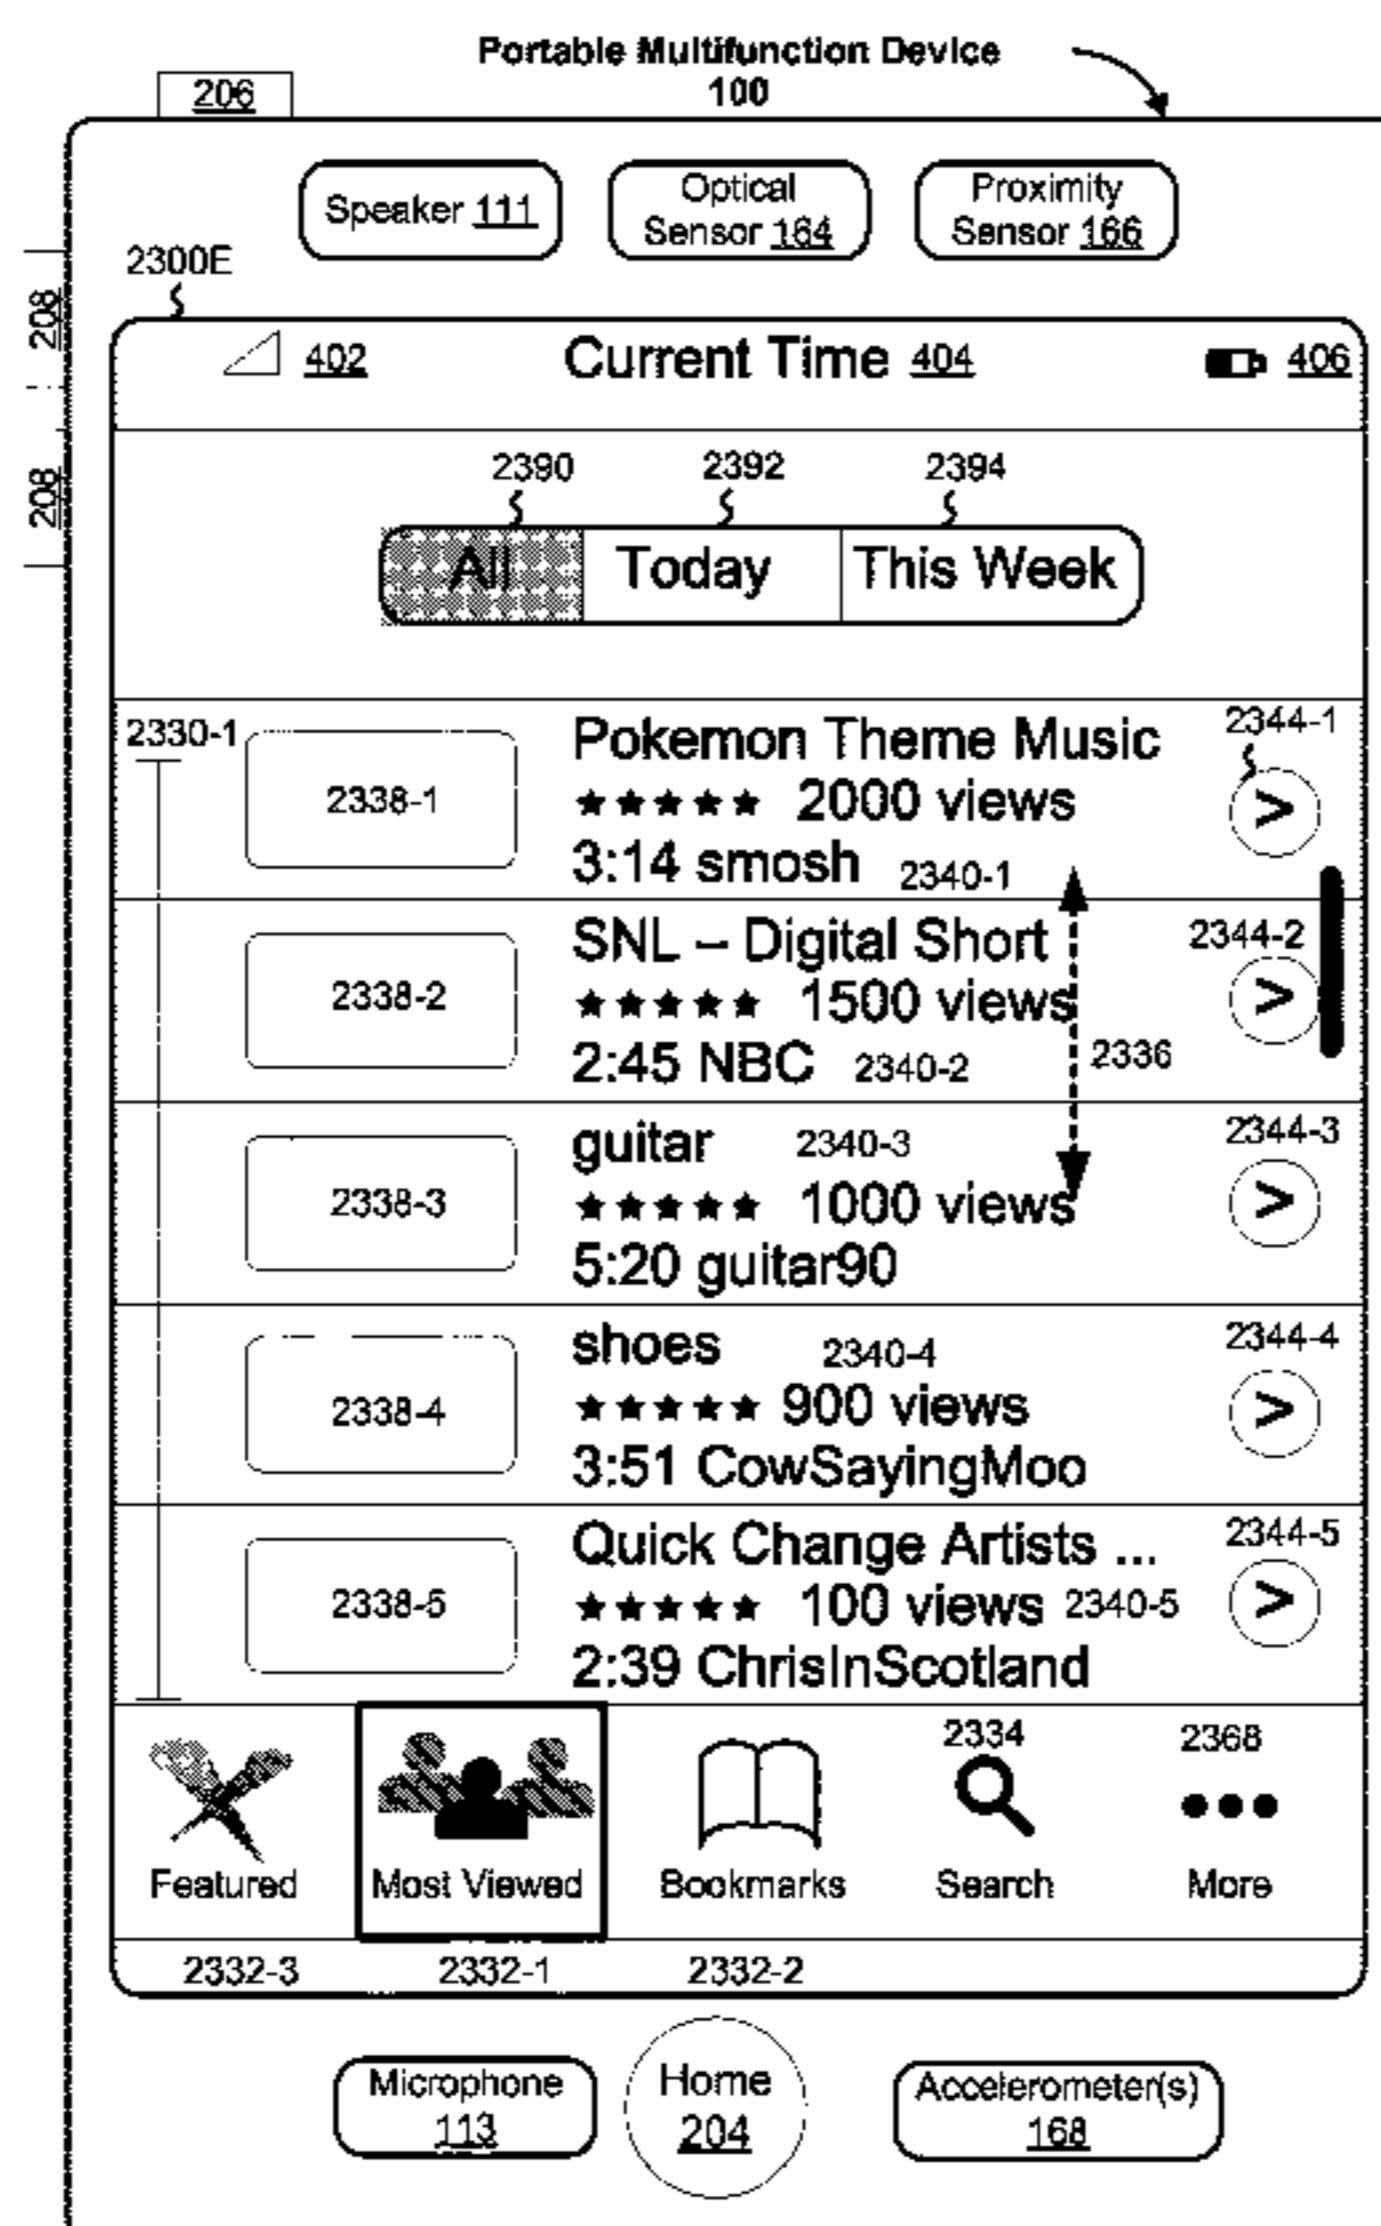 Portable Multifunction Device
100
206
Speaker 111
Optical
Sensor 164
Proximity
Sensor 166
2300E
208
402
Current Time 404
406
208
2390
2392
2394
All
Today
This Week
2330-1
2338-1
Pokemon Theme Music
★★★★★ 2000 views
3:14 smosh
2340-1
2344-1
>
2338-2
SNL – Digital Short
★★★★★ 1500 views
2:45 NBC
2340-2
2344-2
>
2336
2338-3
guitar
2340-3
★★★★★ 1000 views
5:20 guitar90
2344-3
>
2338-4
shoes
2340-4
★★★★★ 900 views
3:51 CowSayingMoo
2344-4
>
2338-5
Quick Change Artists ...
★★★★★ 100 views
2340-5
2:39 ChrisInScotland
2344-5
>
2334
2368
Featured
Most Viewed
Bookmarks
Search
More
2332-3
2332-1
2332-2
Microphone
113
Home
204
Accelerometer(s)
168